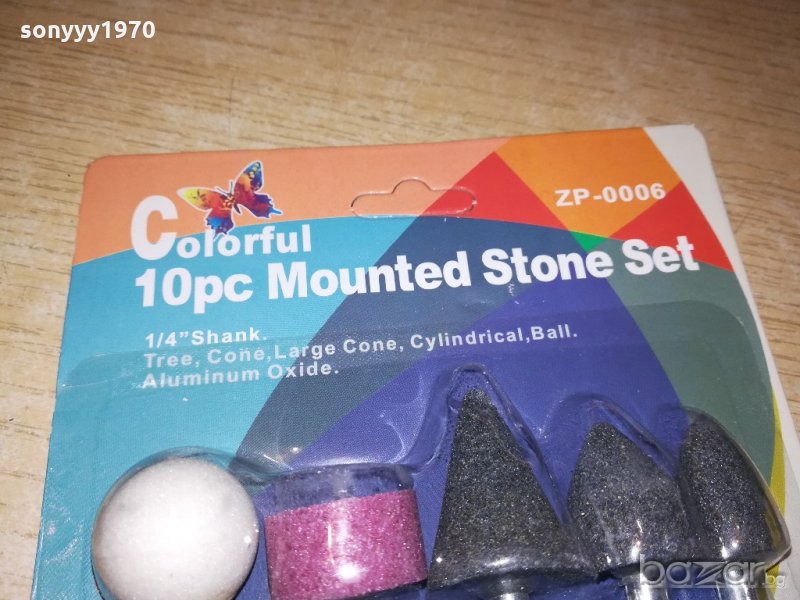 sonyyy1970
ZP-0006
Colorful
10pc Mounted Stone Set
1/4"Shank.
Tree, Cone,Large Cone, Cylindrical,Ball.
Aluminum Oxide.
bazar.bg